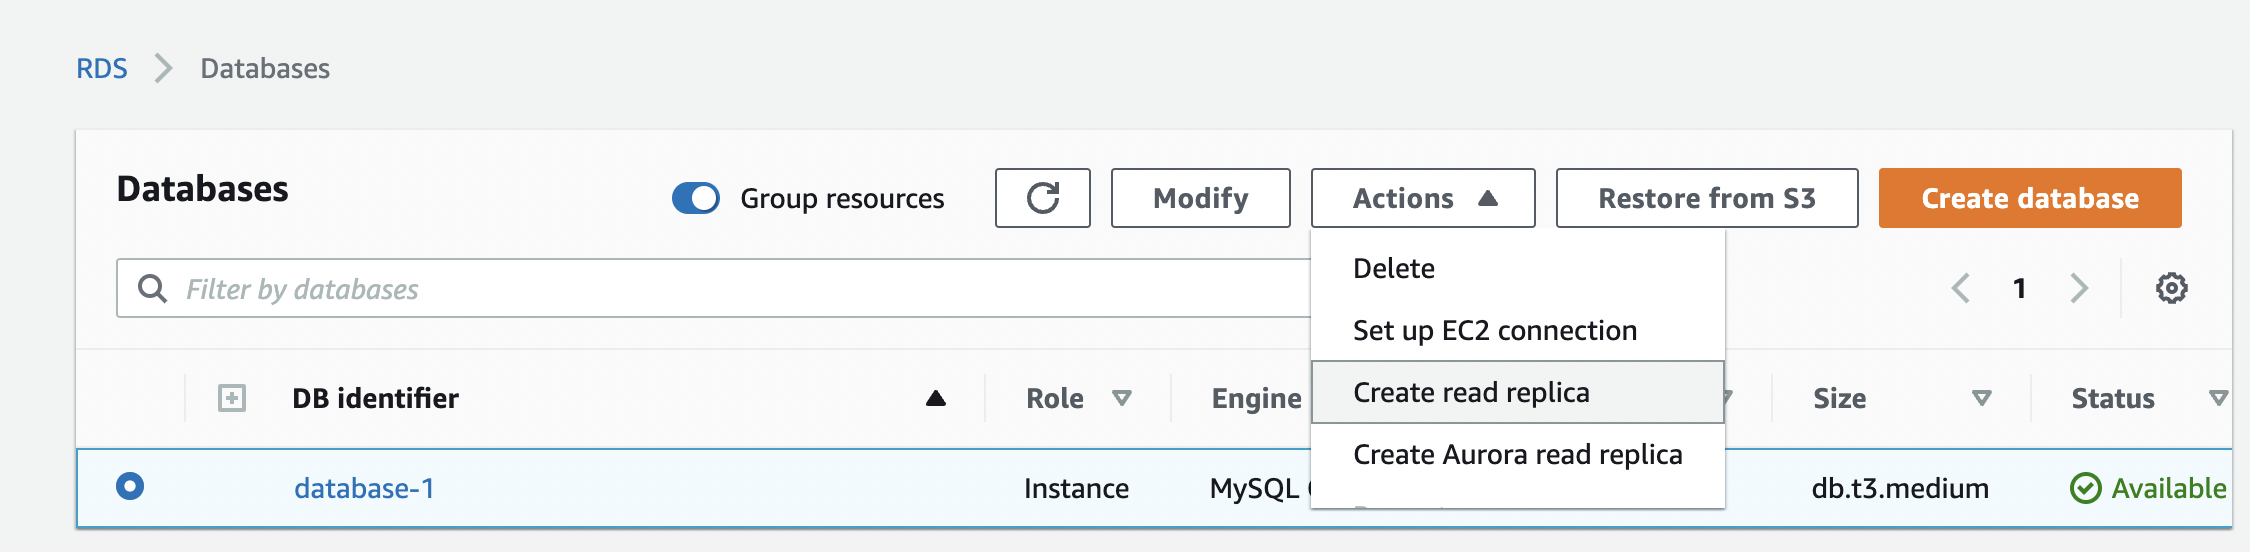 RDS > Databases
Databases
Group resources
Modify
Actions
Restore from S3
Create database
Filter by databases
1
Delete
Set up EC2 connection
Create read replica
Create Aurora read replica
DB identifier
Role
Engine
Size
Status
database-1
Instance
MySQL
db.t3.medium
Available